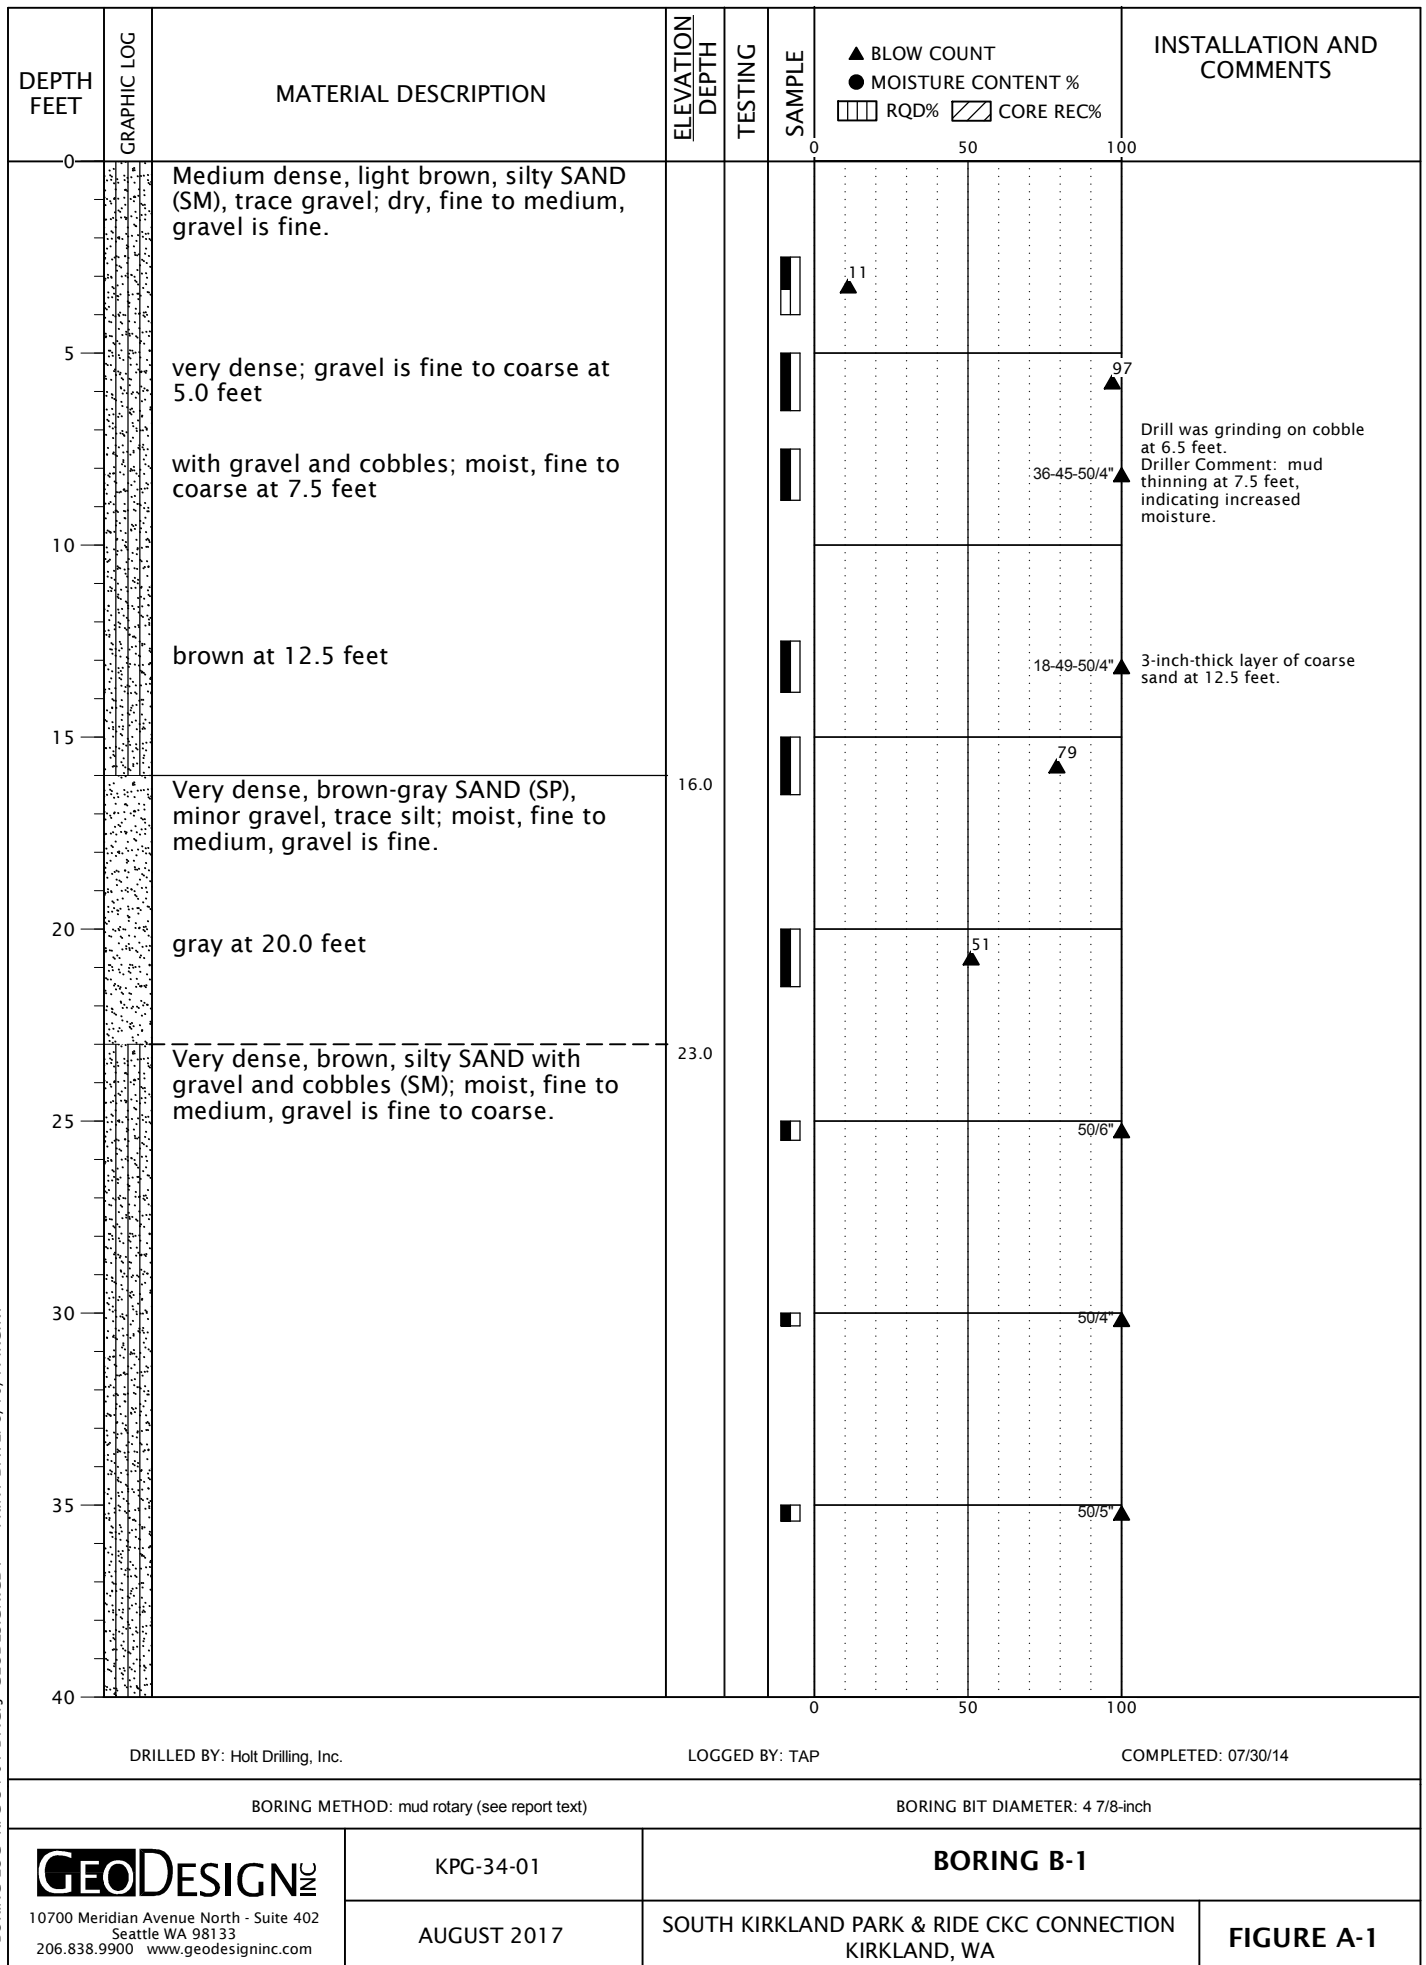 DEPTH
FEET
GRAPHIC LOG
MATERIAL DESCRIPTION
ELEVATION
DEPTH
TESTING
SAMPLE
▲ BLOW COUNT
● MOISTURE CONTENT %
RQD% CORE REC%
INSTALLATION AND
COMMENTS
0 50 100
0
Medium dense, light brown, silty SAND
(SM), trace gravel; dry, fine to medium,
gravel is fine.
11
5
very dense; gravel is fine to coarse at
5.0 feet
97
Drill was grinding on cobble
at 6.5 feet.
Driller Comment: mud
thinning at 7.5 feet,
indicating increased
moisture.
with gravel and cobbles; moist, fine to
coarse at 7.5 feet
36-45-50/4"
10
brown at 12.5 feet
18-49-50/4"
3-inch-thick layer of coarse
sand at 12.5 feet.
15
79
16.0
Very dense, brown-gray SAND (SP),
minor gravel, trace silt; moist, fine to
medium, gravel is fine.
20
gray at 20.0 feet
51
23.0
Very dense, brown, silty SAND with
gravel and cobbles (SM); moist, fine to
medium, gravel is fine to coarse.
25
50/6"
30
50/4"
35
50/5"
40
0 50 100
DRILLED BY: Holt Drilling, Inc.
LOGGED BY: TAP
COMPLETED: 07/30/14
BORING METHOD: mud rotary (see report text)
BORING BIT DIAMETER: 4 7/8-inch
GEODESIGN INC
10700 Meridian Avenue North - Suite 402
Seattle WA 98133
206.838.9900 www.geodesigninc.com
KPG-34-01
AUGUST 2017
BORING B-1
SOUTH KIRKLAND PARK & RIDE CKC CONNECTION
KIRKLAND, WA
FIGURE A-1